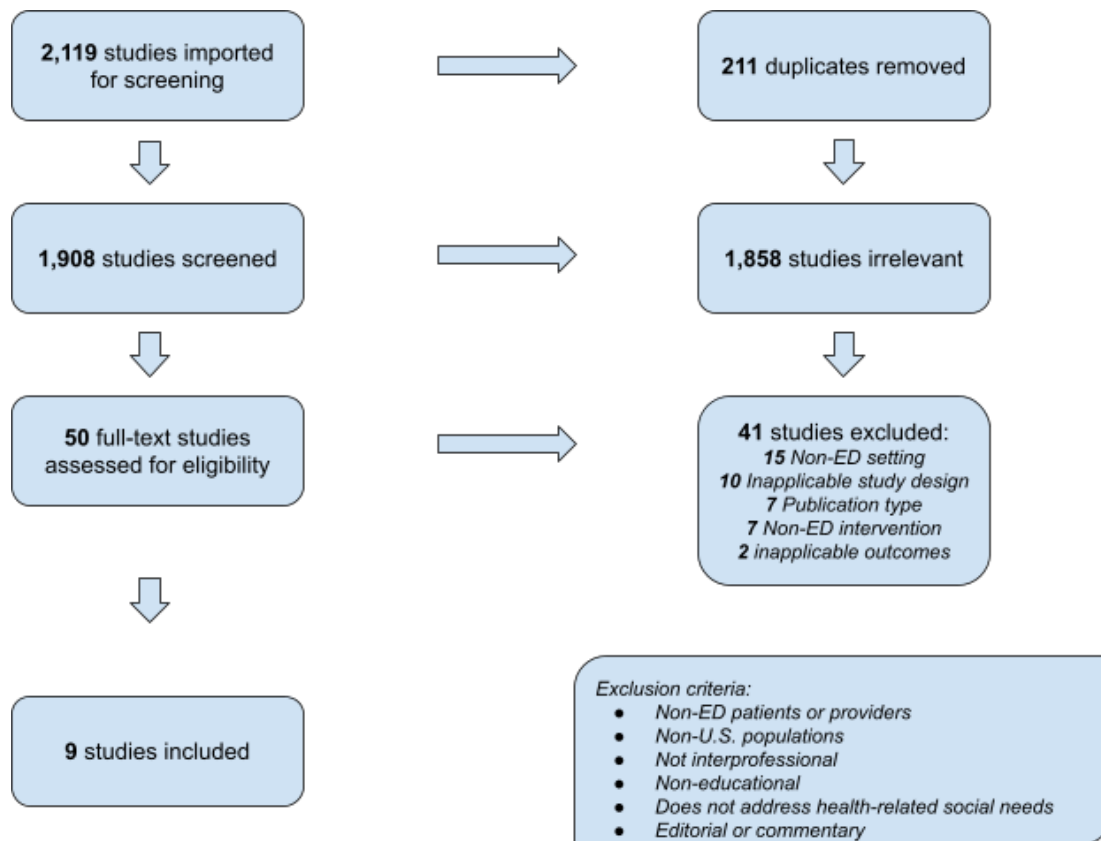 2,119 studies imported
for screening
211 duplicates removed
1,908 studies screened
1,858 studies irrelevant
50 full-text studies
assessed for eligibility
41 studies excluded:
15 Non-ED setting
10 Inapplicable study design
7 Publication type
7 Non-ED intervention
2 inapplicable outcomes
9 studies included
Exclusion criteria:
● Non-ED patients or providers
● Non-U.S. populations
● Not interprofessional
● Non-educational
● Does not address health-related social needs
● Editorial or commentary